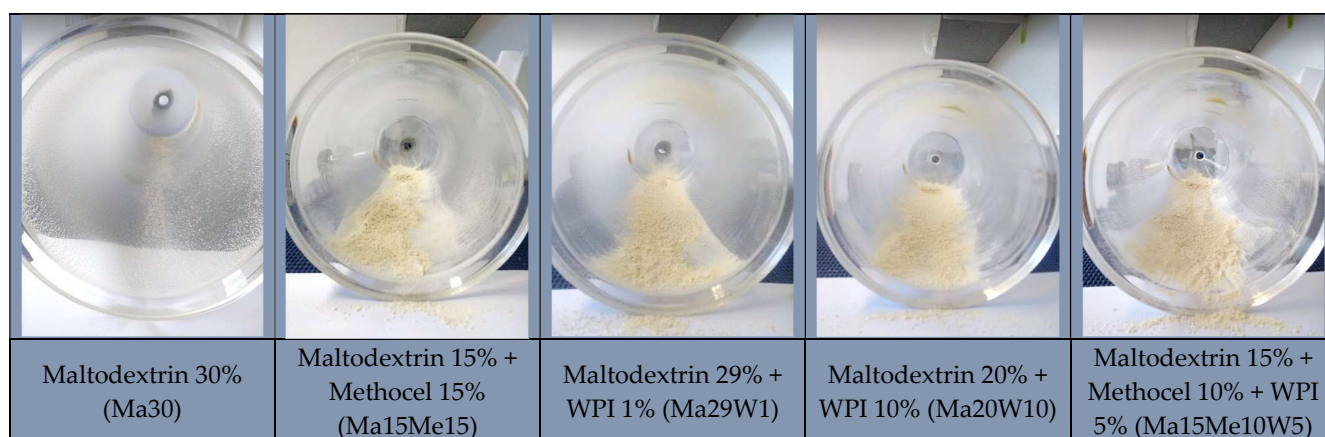 Maltodextrin 30%
(Ma30)
Maltodextrin 15% +
Methocel 15%
(Ma15Me15)
Maltodextrin 29% +
WPI 1% (Ma29W1)
Maltodextrin 20% +
WPI 10% (Ma20W10)
Maltodextrin 15% +
Methocel 10% + WPI
5% (Ma15Me10W5)